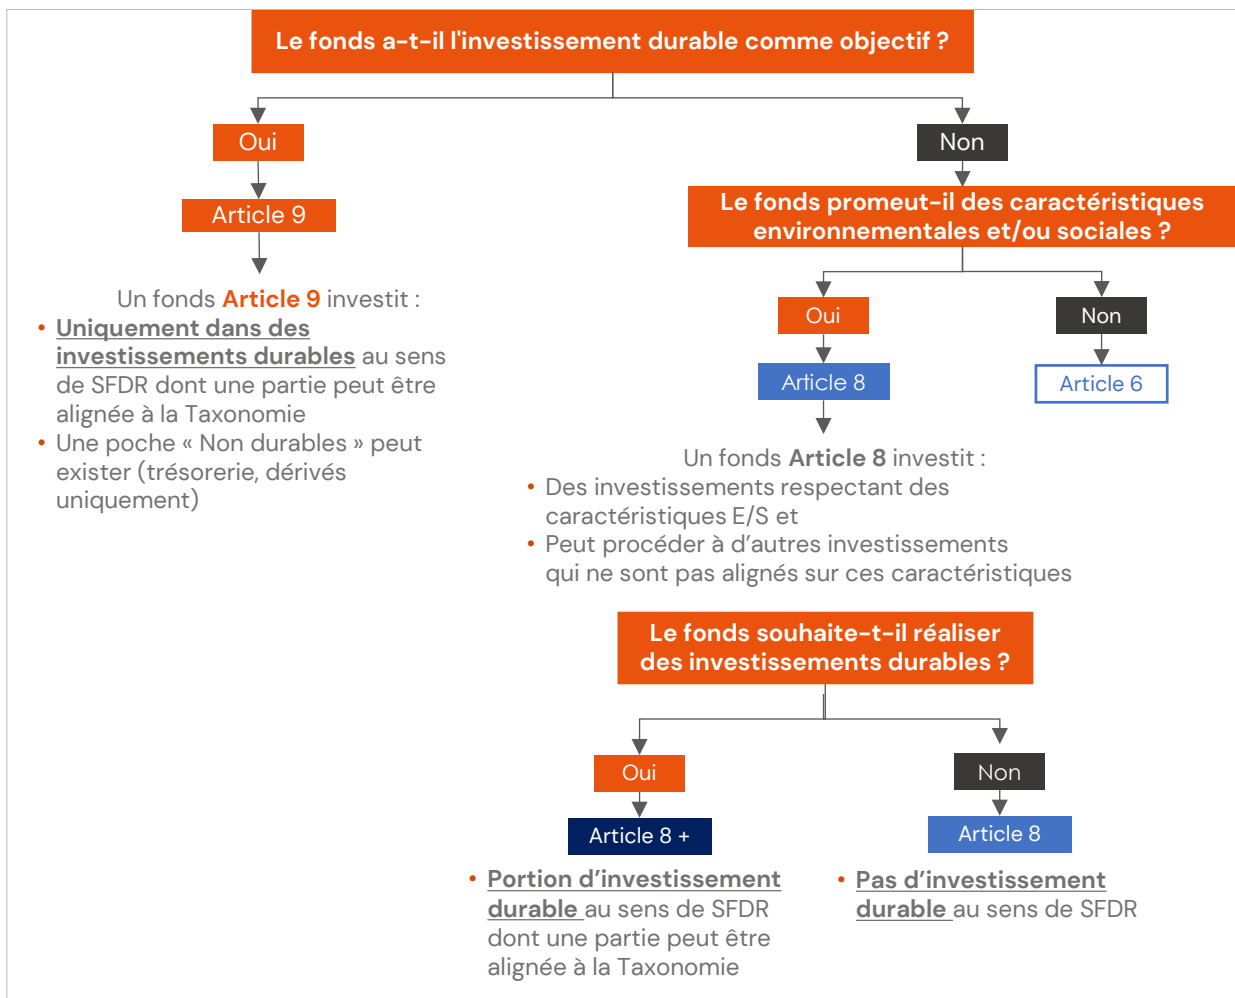 Le fonds a-t-il l'investissement durable comme objectif ?
Oui
Non
Article 9
Le fonds promeut-il des caractéristiques
environnementales et/ou sociales ?
Un fonds Article 9 investit :
• Uniquement dans des
investissements durables au sens
de SFDR dont une partie peut être
alignée à la Taxonomie
• Une poche « Non durables » peut
exister (trésorerie, dérivés
uniquement)
Oui
Non
Article 8
Article 6
Un fonds Article 8 investit :
• Des investissements respectant des
caractéristiques E/S et
• Peut procéder à d’autres investissements
qui ne sont pas alignés sur ces caractéristiques
Le fonds souhaite-t-il réaliser
des investissements durables ?
Oui
Non
Article 8 +
Article 8
• Portion d’investissement
durable au sens de SFDR
dont une partie peut être
alignée à la Taxonomie
• Pas d’investissement
durable au sens de SFDR